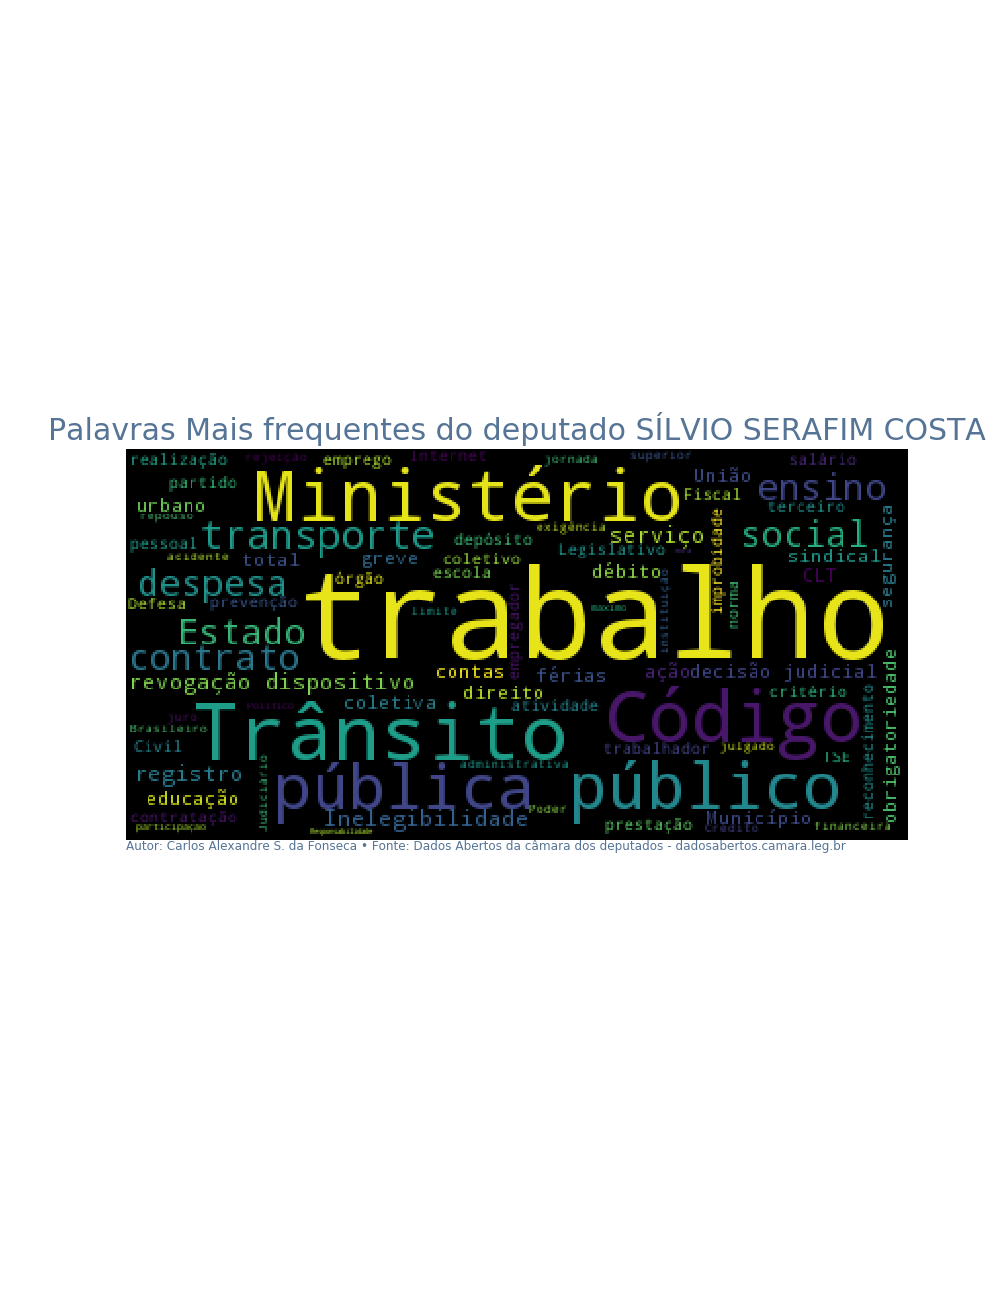 Palavras Mais frequentes do deputado SÍLVIO SERAFIM COSTA
realização
rejeição
emprego
internet
jornada
superior
salário
partido
Ministério
União
ensino
urbano
Fiscal
terceiro
repouso
transporte
exigência
serviço
social
segurança
pessoal
depósito
Legislativo
improbidade
sindical
acidente
total
greve
coletivo
despesa
órgão
escola
débito
CLT
trabalho
Defesa
prevenção
limite
empregador
maximo
instituição
norma
Estado
contrato
contas
férias
ação
decisão judicial
revogação dispositivo
direito
critério
Trânsito
Político
coletiva
atividade
Código
reconhecimento
obrigatoriedade
juro
Brasileiro
Civil
trabalhador
julgado
TSE
registro
Judiciário
pública
administrativa
público
educação
contratação
Inelegibilidade
Poder
Município
participação
Responsabilidade
prestação
Crédito
financeira
Autor: Carlos Alexandre S. da Fonseca • Fonte: Dados Abertos da câmara dos deputados - dadosabertos.camara.leg.br